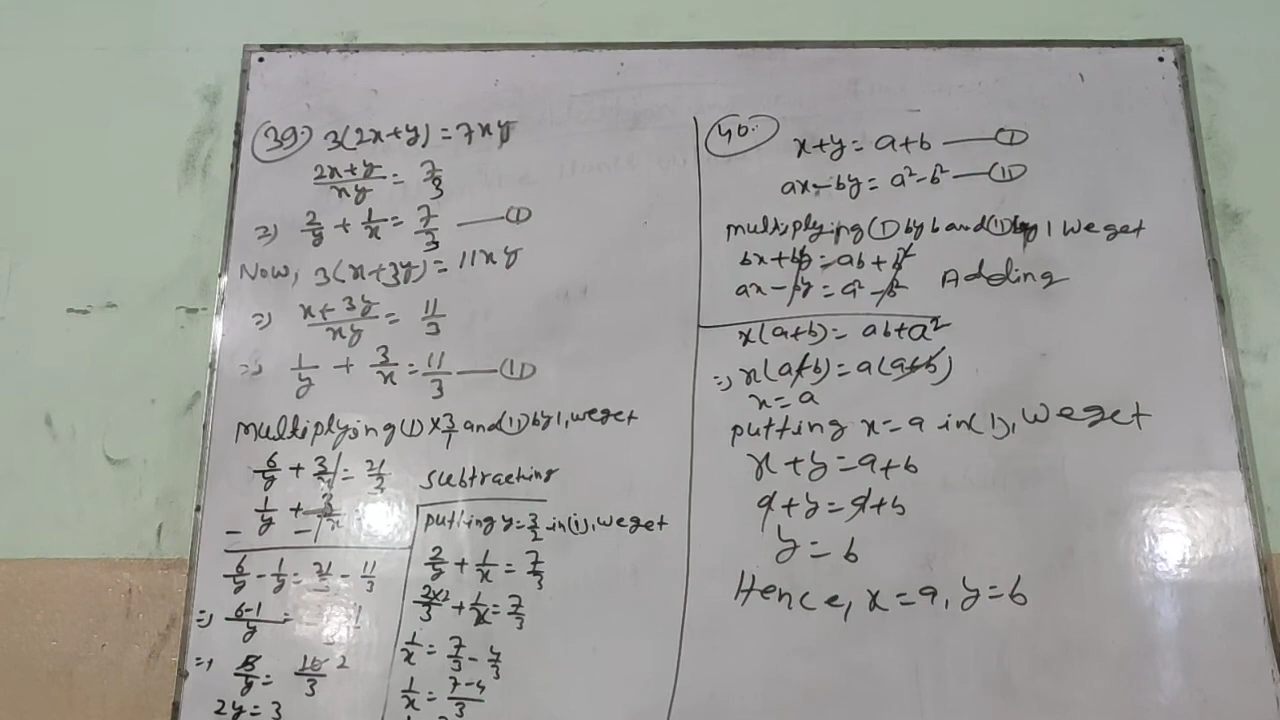 39. 3(2x+y) = 7xy
2x+y/xy = 7/3
=) 2/y + 1/x = 7/3 —(I)
Now, 3(x+3y) = 11xy
=) x+3y/xy = 11/3
=) 1/y + 3/x = 11/3 —(II)
multiplying (I) × 3/1 and (II) by 1, we get
6/y + 3/x = 21/3
1/y + 3/x =
subtracting
6/y - 1/y = 21/ - 11/3
=) 6-1/y =
=) 5/y = 10/3 2
2y = 3
putting y = 3/2 in (i), we get
2/y + 1/x = 7/3
2×2/3 + 1/x = 7/3
1/x = 7/3 - 4/3
1/x = 7-4/3
40.
x+y = a+b —(I)
ax-by = a²-b² —(II)
multiplying (I) by b and (II) by 1 we get
bx+by = ab+b²
ax-by = a²-b² Adding
x(a+b) = ab+a²
=) x(a+b) = a(a+b)
x = a
putting x = a in (I), we get
x+y = a+b
a+y = a+b
y = b
Hence, x = a, y = b